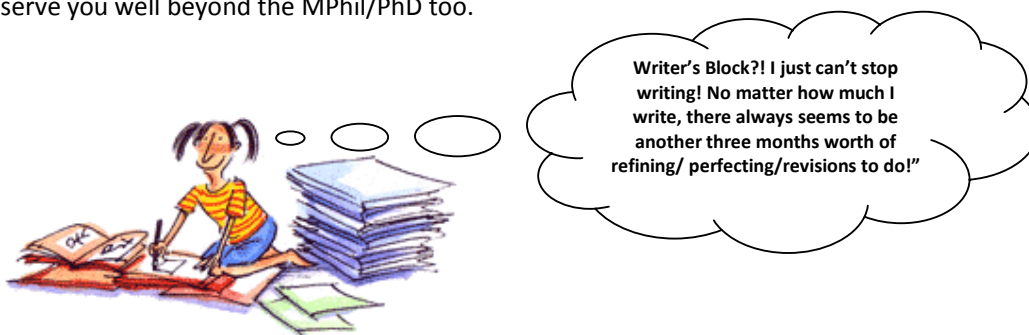 serve you well beyond the MPhil/PhD too.
Writer’s Block?! I just can’t stop
writing! No matter how much I
write, there always seems to be
another three months worth of
refining/ perfecting/revisions to do!”